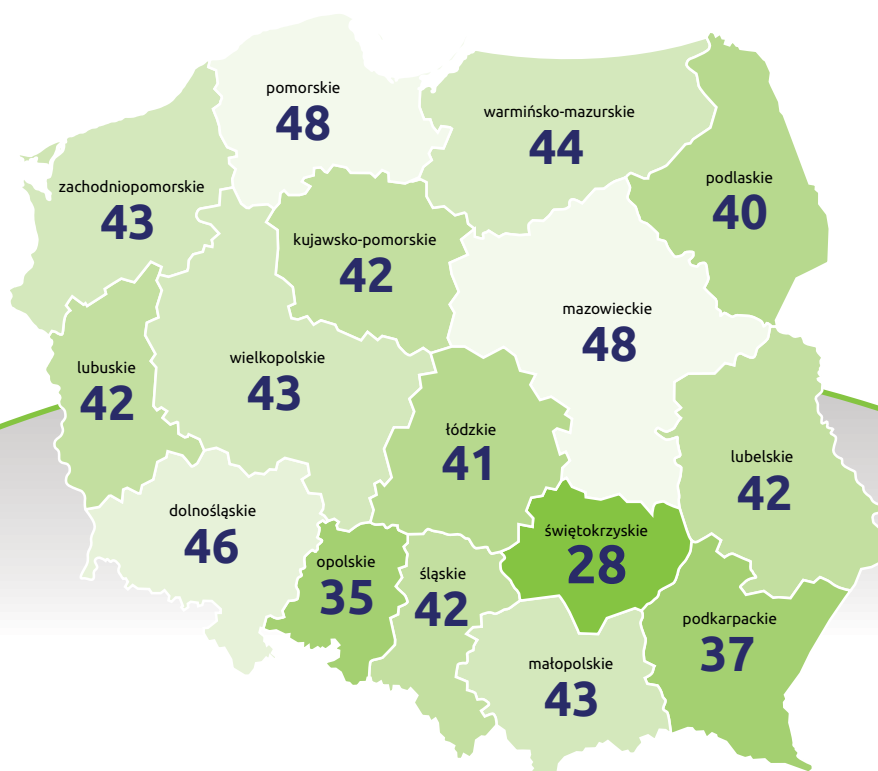 pomorskie
48
warmińsko-mazurskie
44
podlaskie
40
zachodniopomorskie
43
kujawsko-pomorskie
42
mazowieckie
48
lubuskie
42
wielkopolskie
43
łódzkie
41
lubelskie
42
dolnośląskie
46
świętokrzyskie
28
opolskie
35
śląskie
42
podkarpackie
37
małopolskie
43